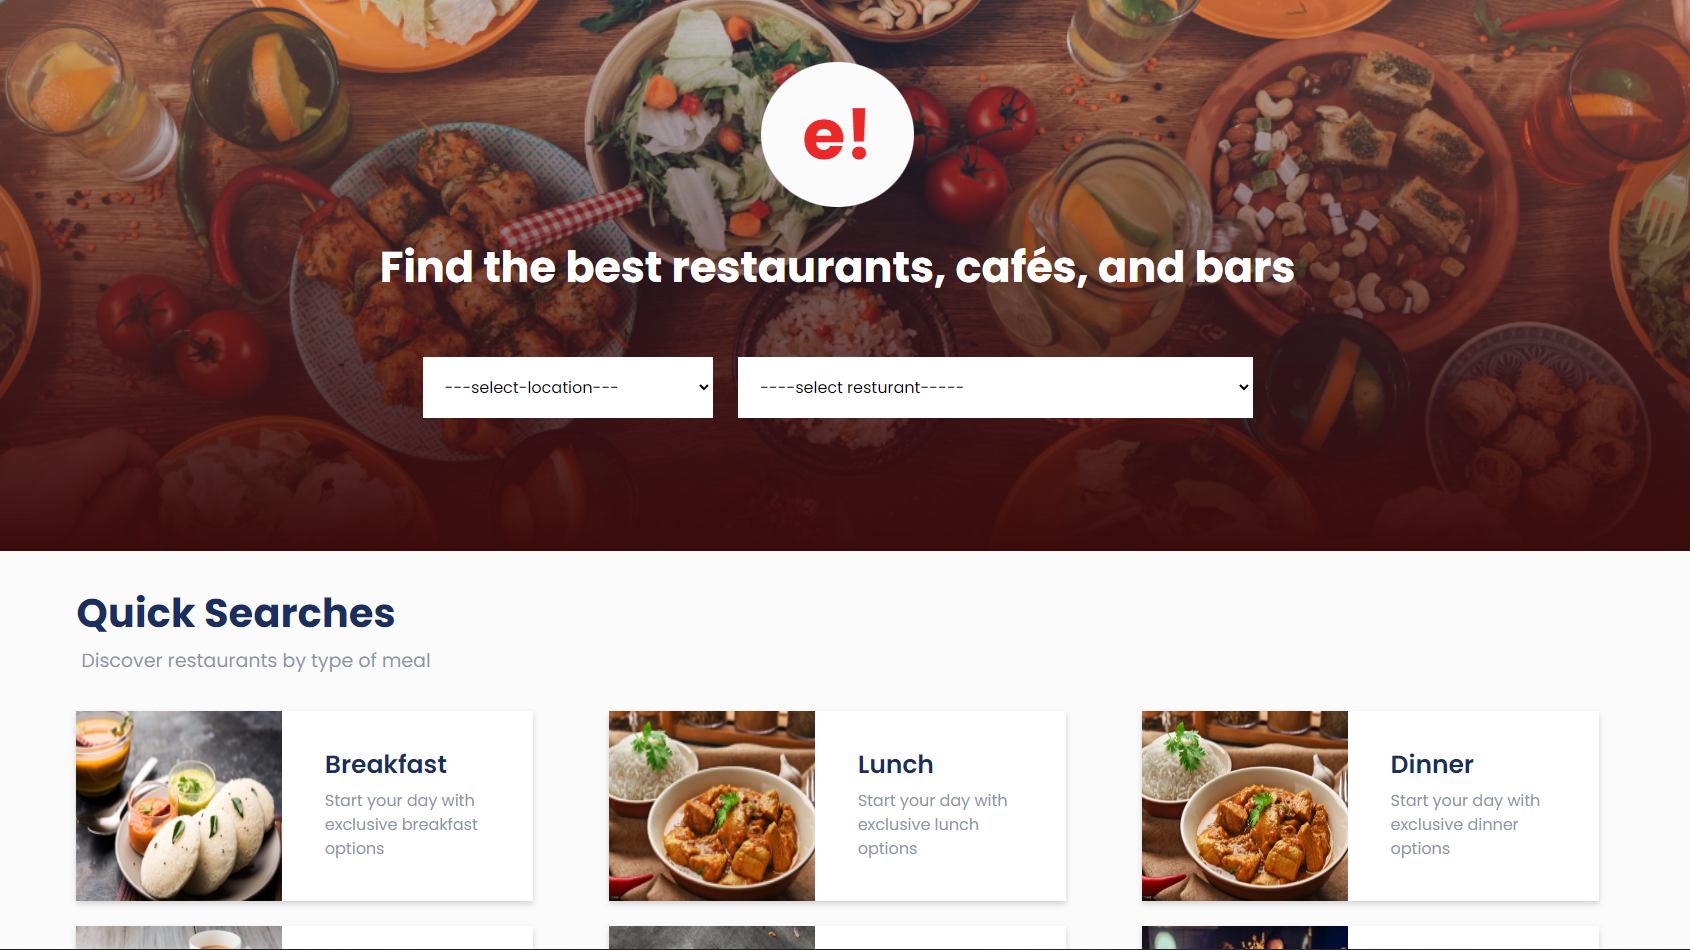 e!
Find the best restaurants, cafés, and bars
---select-location---
----select resturant-----
Quick Searches
Discover restaurants by type of meal
Breakfast
Start your day with
exclusive breakfast
options
Lunch
Start your day with
exclusive lunch
options
Dinner
Start your day with
exclusive dinner
options